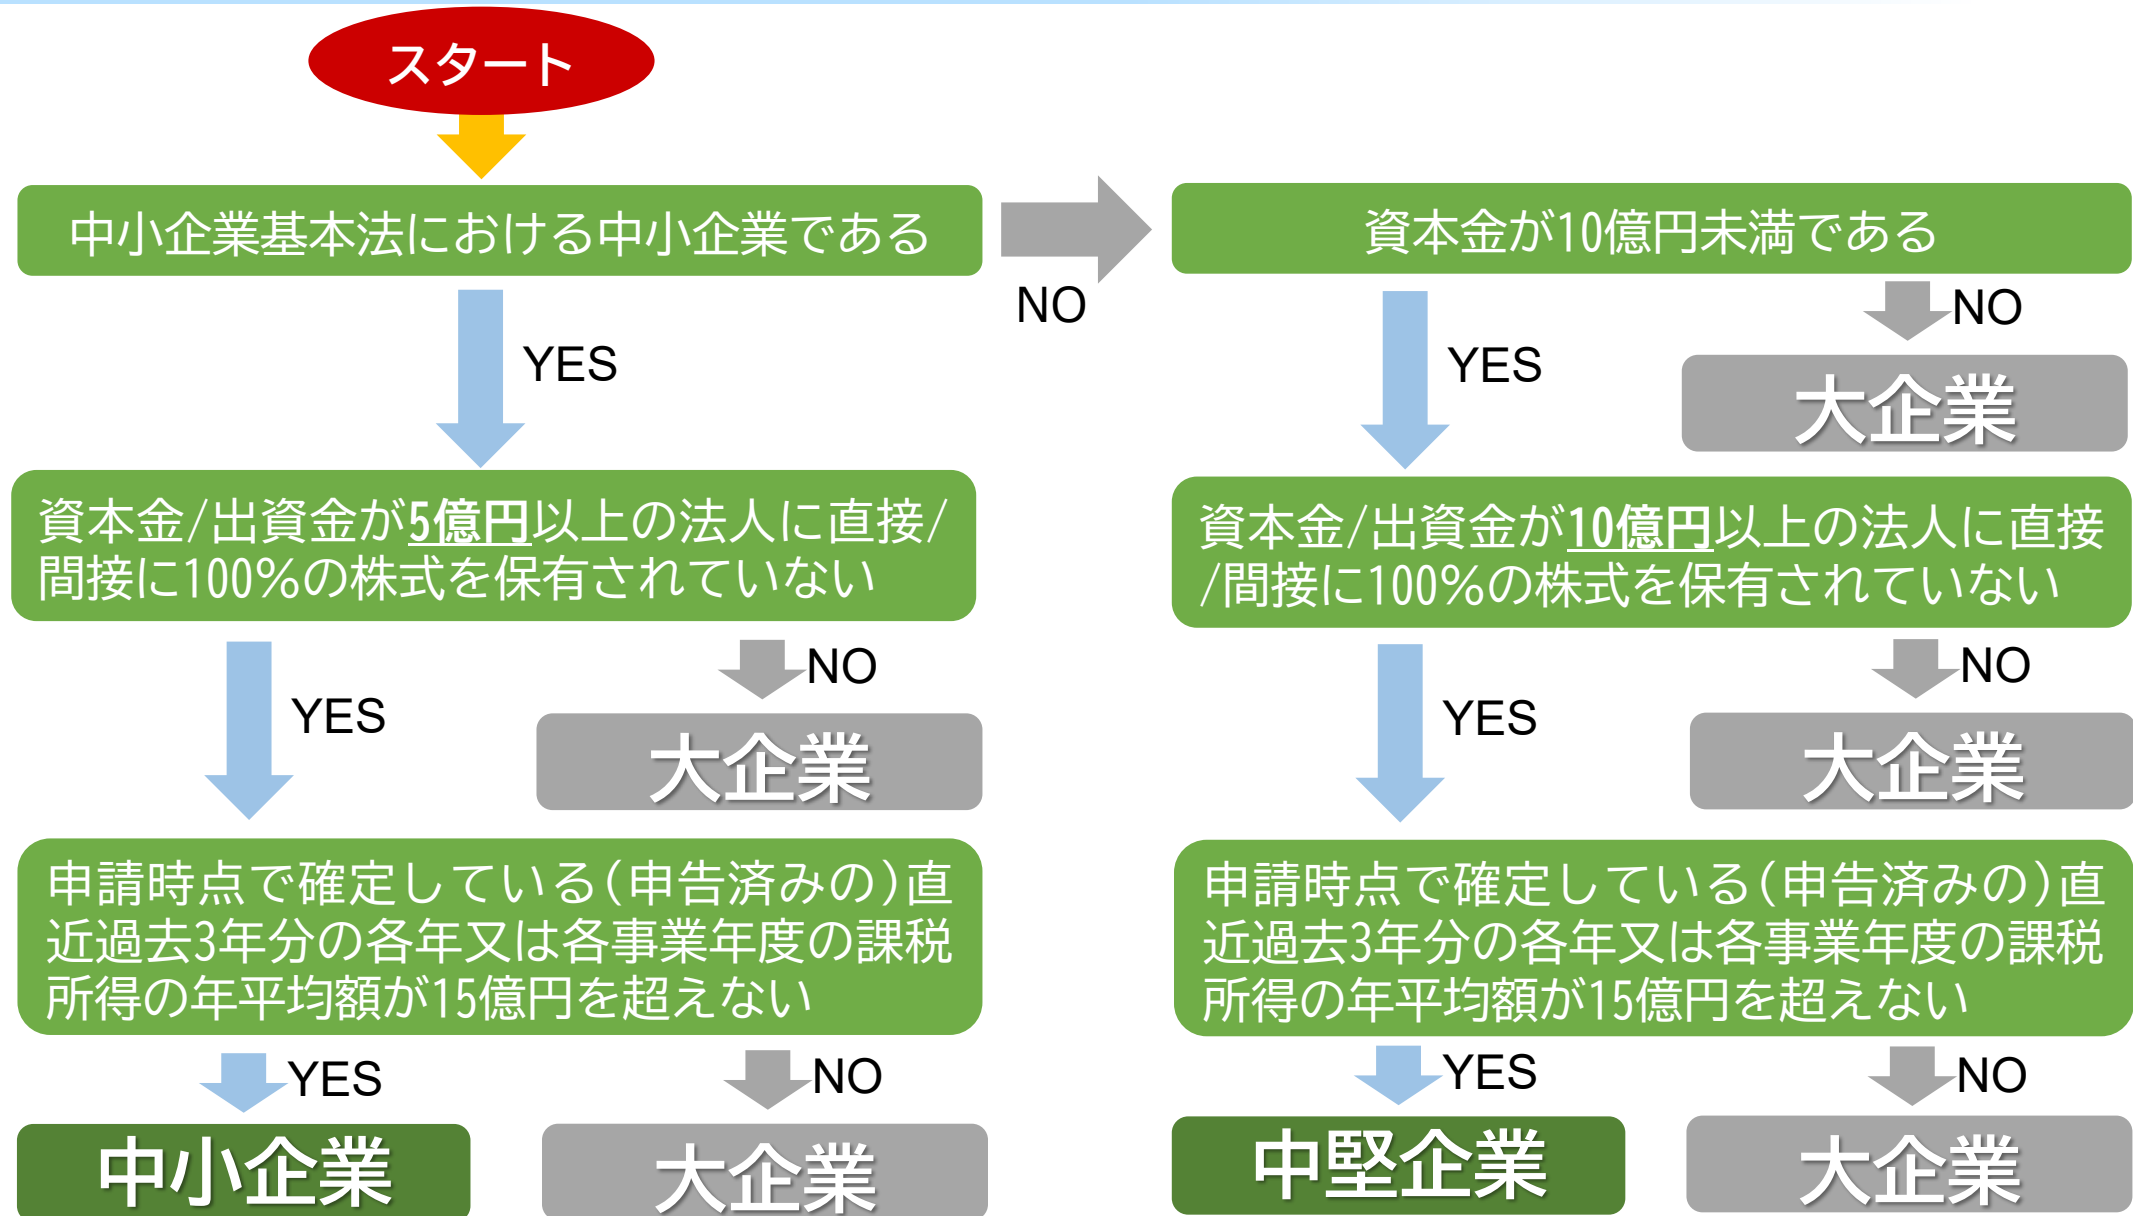 スタート
中小企業基本法における中小企業である
NO
資本金が10億円未満である
YES
YES
NO
大企業
資本金/出資金が5億円以上の法人に直接/
間接に100%の株式を保有されていない
資本金/出資金が10億円以上の法人に直接
/間接に100%の株式を保有されていない
YES
NO
大企業
YES
NO
大企業
申請時点で確定している(申告済みの)直
近過去3年分の各年又は各事業年度の課税
所得の年平均額が15億円を超えない
申請時点で確定している(申告済みの)直
近過去3年分の各年又は各事業年度の課税
所得の年平均額が15億円を超えない
YES
NO
YES
NO
中小企業
大企業
中堅企業
大企業